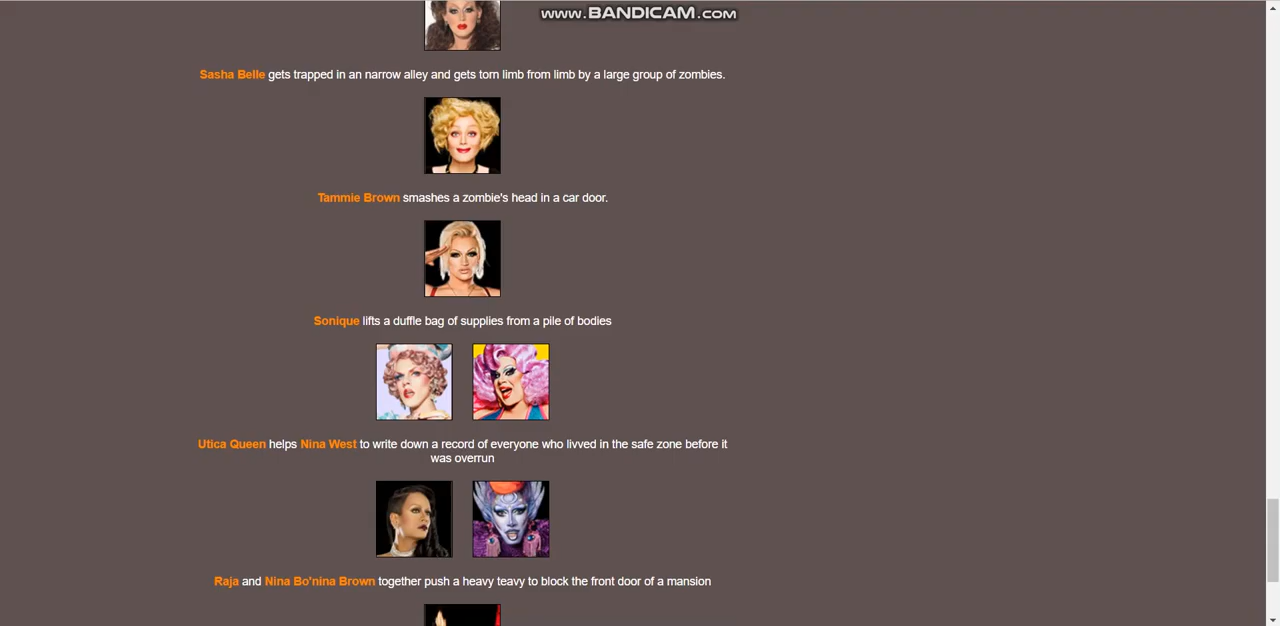 www.BANDICAM.com
Sasha Belle gets trapped in an narrow alley and gets torn limb from limb by a large group of zombies.
Tammie Brown smashes a zombie's head in a car door.
Sonique lifts a duffle bag of supplies from a pile of bodies
Utica Queen helps Nina West to write down a record of everyone who livved in the safe zone before it
was overrun
Raja and Nina Bo'nina Brown together push a heavy teavy to block the front door of a mansion